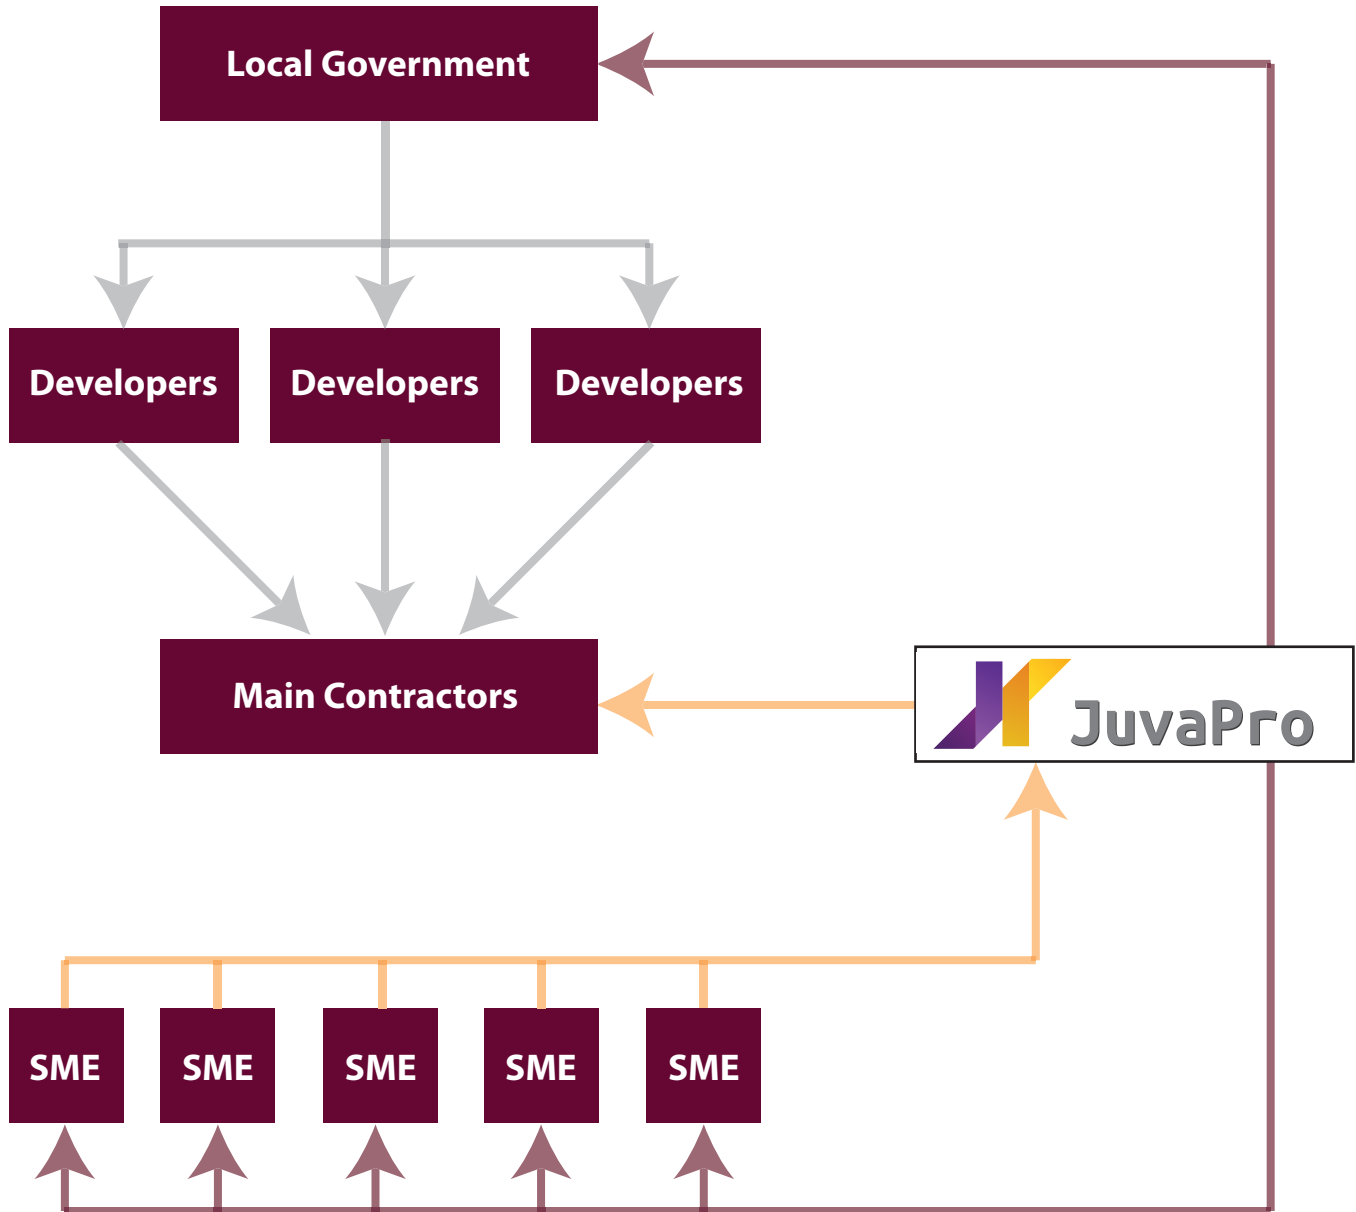 Local Government
Developers
Developers
Developers
Main Contractors
JuvaPro
SME
SME
SME
SME
SME